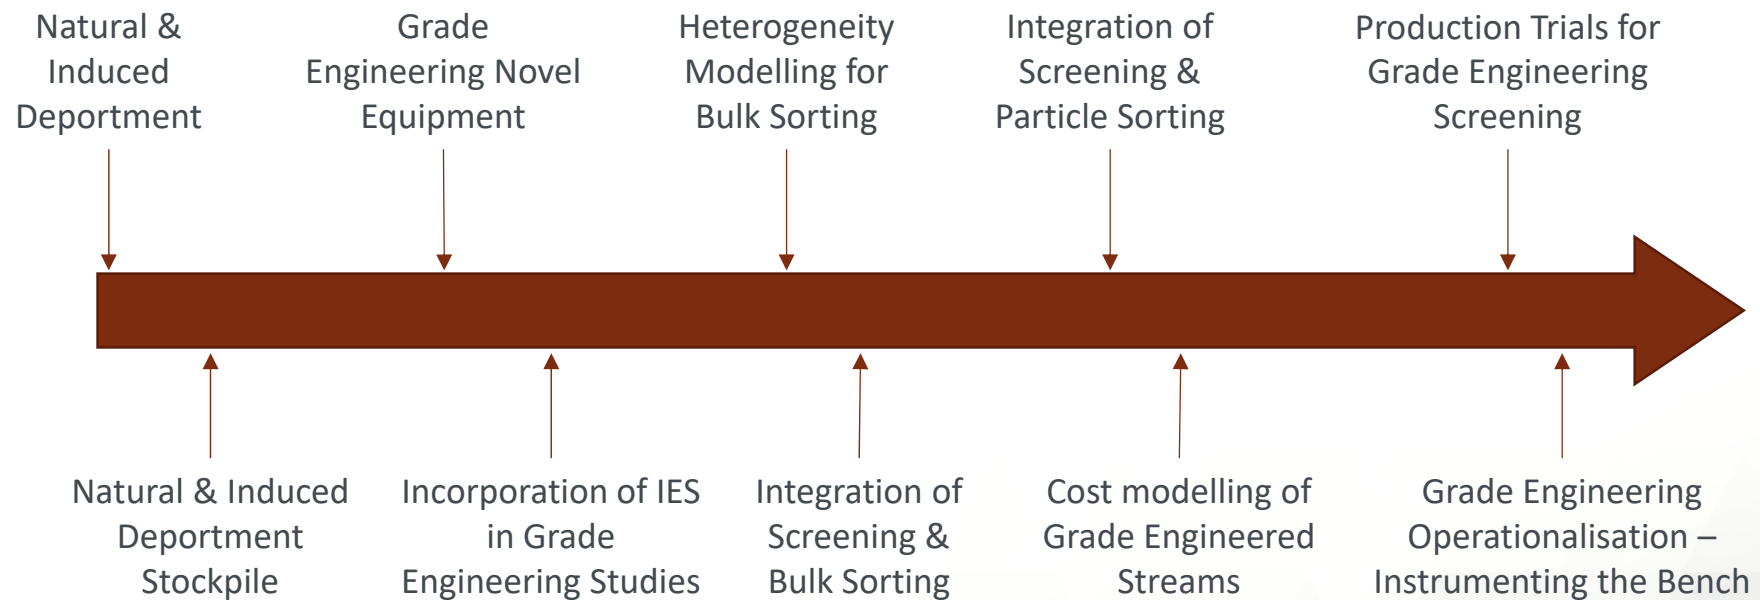 Natural &
Induced
Deportment
Grade
Engineering Novel
Equipment
Heterogeneity
Modelling for
Bulk Sorting
Integration of
Screening &
Particle Sorting
Production Trials for
Grade Engineering
Screening
Natural & Induced
Deportment
Stockpile
Incorporation of IES
in Grade
Engineering Studies
Integration of
Screening &
Bulk Sorting
Cost modelling of
Grade Engineered
Streams
Grade Engineering
Operationalisation –
Instrumenting the Bench